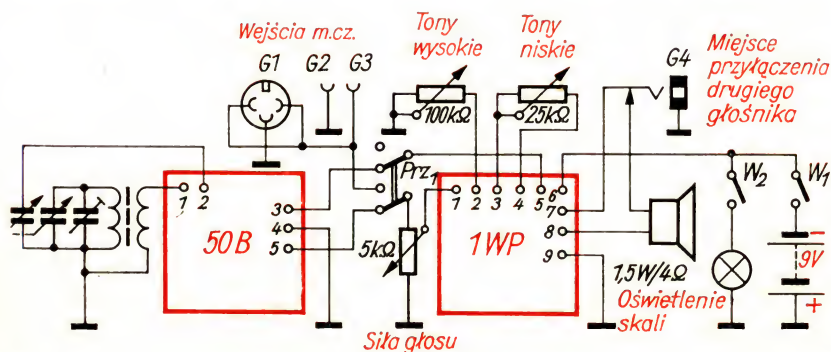 Wejścia m.cz.
G1
G2
G3
Tony
wysokie
Tony
niskie
G4
Miejsce
przyłączenia
drugiego
głośnika
100kΩ
25kΩ
Prz₁
1
2
3
4
5
50B
1
2
3
4
5
6
7
8
9
1WP
5kΩ
Siła głosu
1,5W/4Ω
Oświetlenie
skali
W₂
W₁
−
9V
+